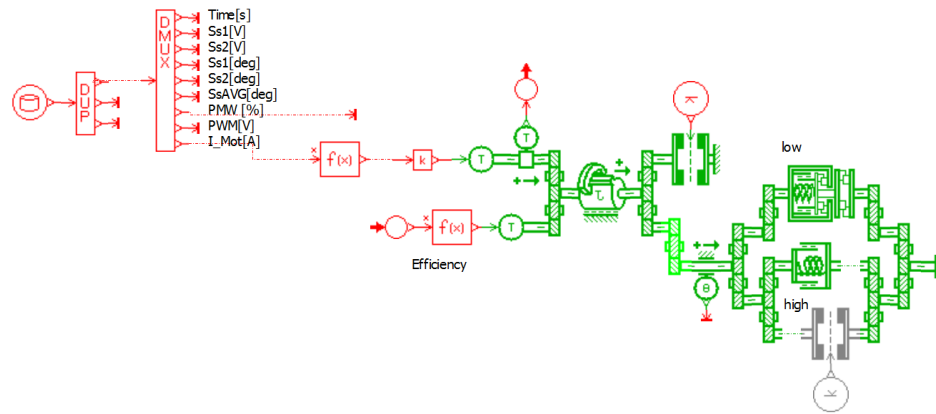 Time[s]
Ss1[V]
Ss2[V]
Ss1[deg]
Ss2[deg]
SsAVG[deg]
PMW [%]
PWM[V]
I_Mot[A]
DMUX
DUP
f(x)
k
T
T
K
low
f(x)
T
τ
Efficiency
θ
high
K